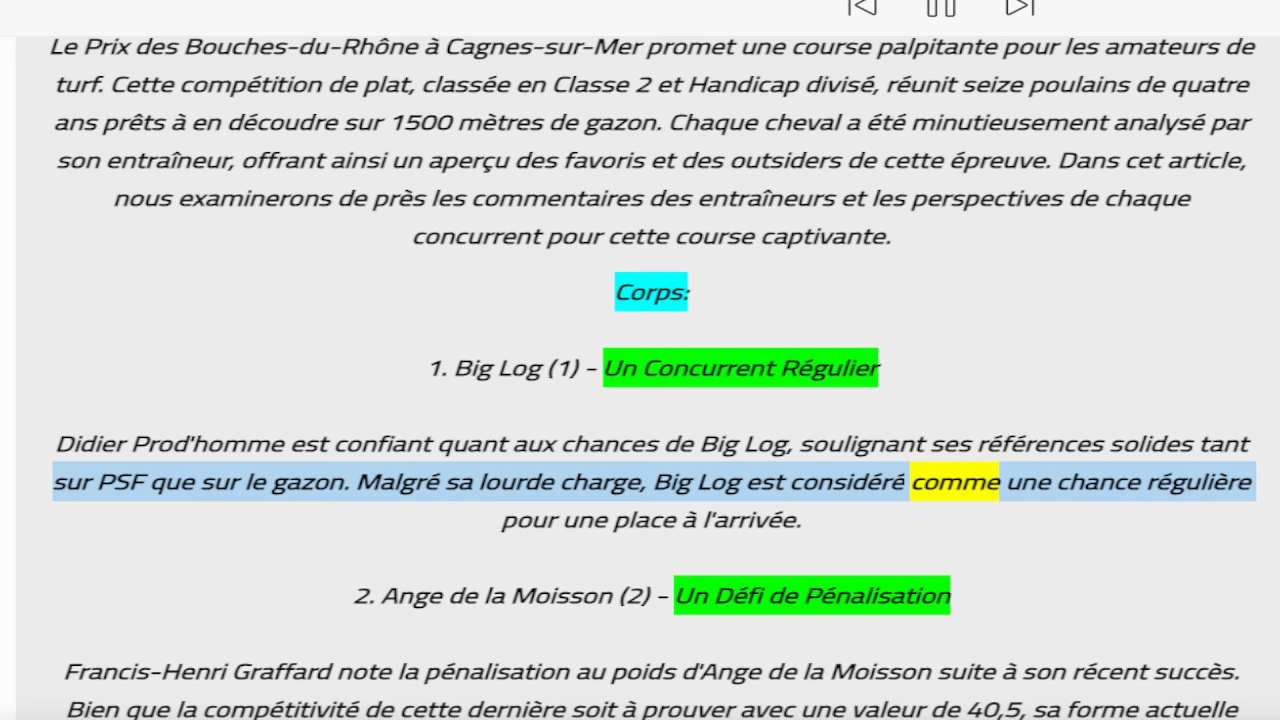 Le Prix des Bouches-du-Rhône à Cagnes-sur-Mer promet une course palpitante pour les amateurs de
turf. Cette compétition de plat, classée en Classe 2 et Handicap divisé, réunit seize poulains de quatre
ans prêts à en découdre sur 1500 mètres de gazon. Chaque cheval a été minutieusement analysé par
son entraîneur, offrant ainsi un aperçu des favoris et des outsiders de cette épreuve. Dans cet article,
nous examinerons de près les commentaires des entraîneurs et les perspectives de chaque
concurrent pour cette course captivante.
Corps:
1. Big Log (1) - Un Concurrent Régulier
Didier Prod'homme est confiant quant aux chances de Big Log, soulignant ses références solides tant
sur PSF que sur le gazon. Malgré sa lourde charge, Big Log est considéré comme une chance régulière
pour une place à l'arrivée.
2. Ange de la Moisson (2) - Un Défi de Pénalisation
Francis-Henri Graffard note la pénalisation au poids d'Ange de la Moisson suite à son récent succès.
Bien que la compétitivité de cette dernière soit à prouver avec une valeur de 40,5, sa forme actuelle